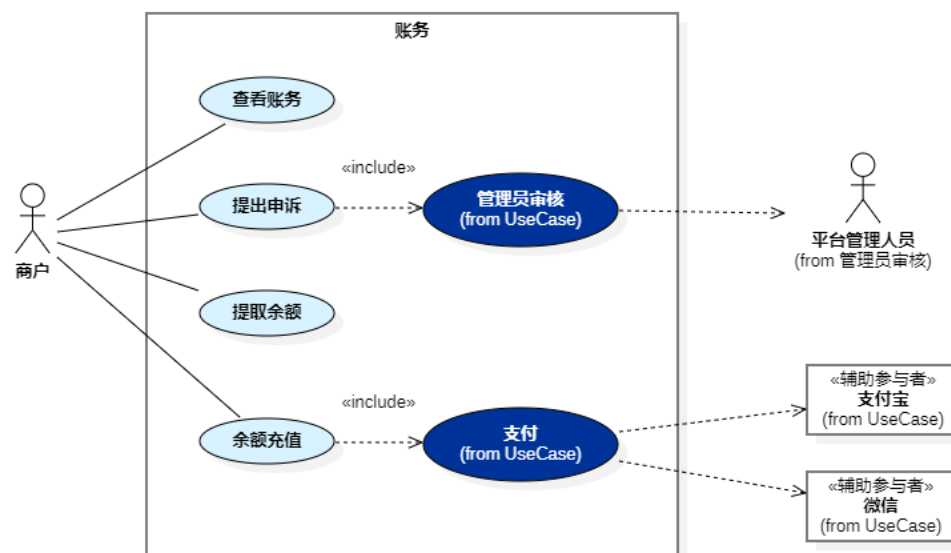 账务
查看账务
«include»
提出申诉
管理员审核
(from UseCase)
商户
平台管理人员
(from 管理员审核)
提取余额
«辅助参与者»
支付宝
(from UseCase)
«include»
余额充值
支付
(from UseCase)
«辅助参与者»
微信
(from UseCase)